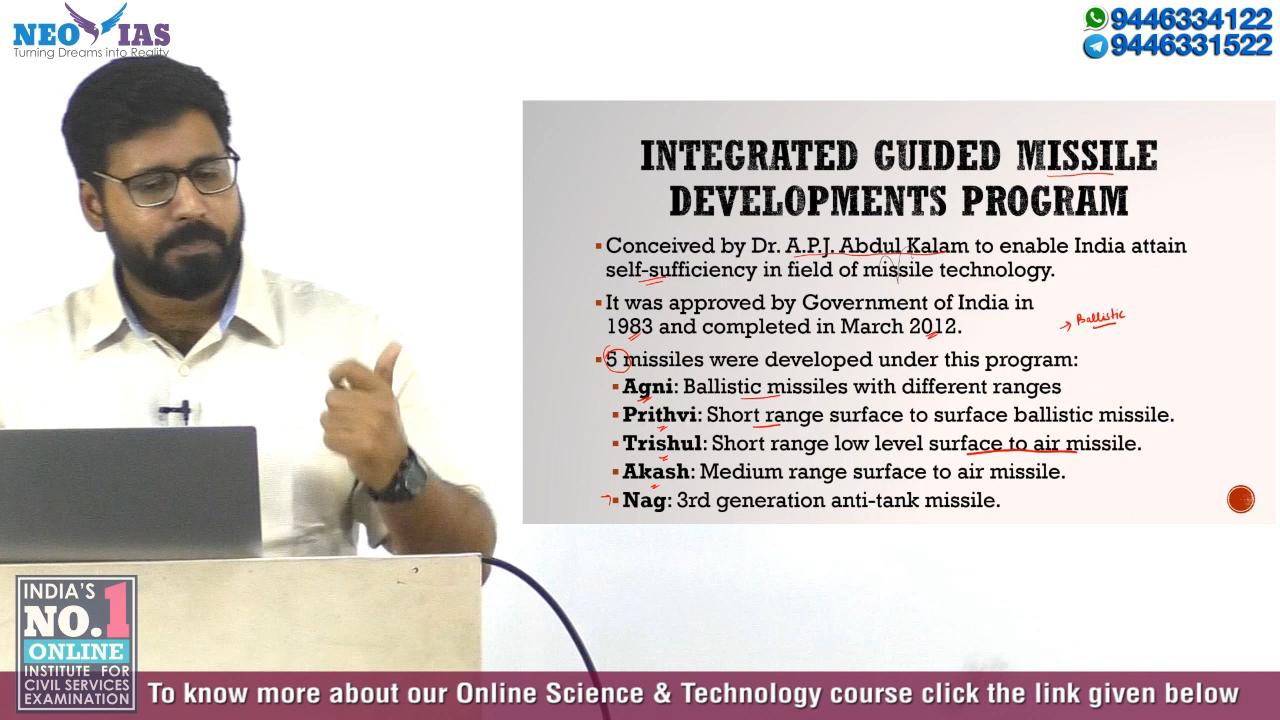 NEO IAS
Turning Dreams into Reality
9446334122
9446331522
INTEGRATED GUIDED MISSILE
DEVELOPMENTS PROGRAM
▪Conceived by Dr. A.P.J. Abdul Kalam to enable India attain
self-sufficiency in field of missile technology.
▪It was approved by Government of India in
1983 and completed in March 2012.
→ Ballistic
▪5 missiles were developed under this program:
▪Agni: Ballistic missiles with different ranges
▪Prithvi: Short range surface to surface ballistic missile.
▪Trishul: Short range low level surface to air missile.
▪Akash: Medium range surface to air missile.
▪Nag: 3rd generation anti-tank missile.
INDIA'S
NO.1
ONLINE
INSTITUTE FOR
CIVIL SERVICES
EXAMINATION
To know more about our Online Science & Technology course click the link given below